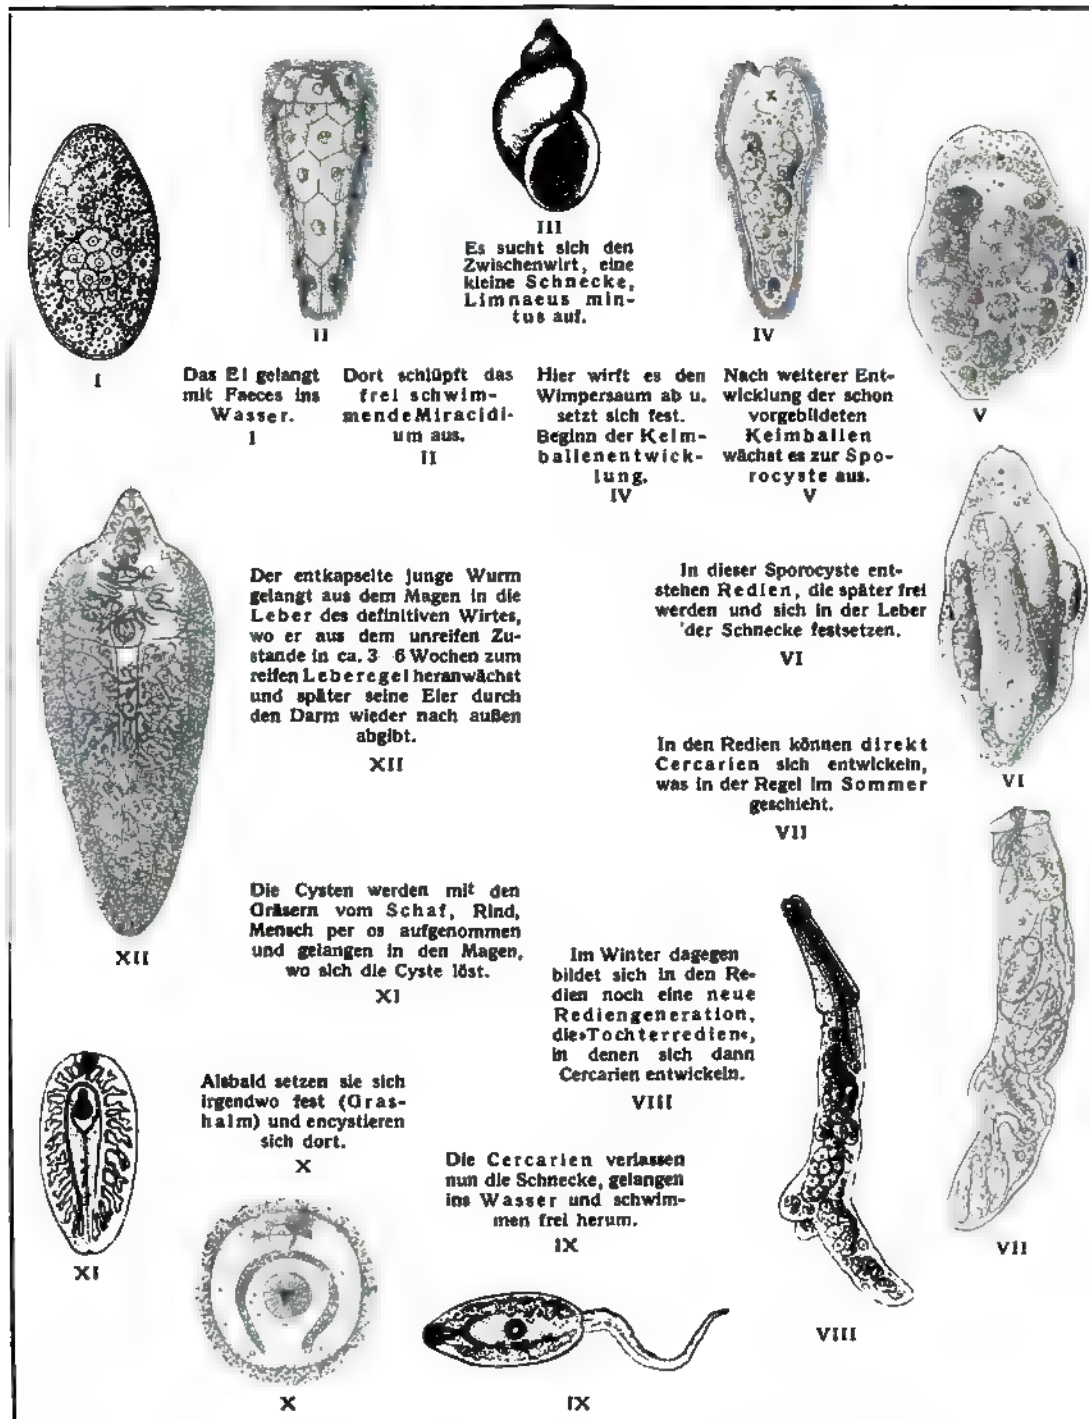 I
II
III
Es sucht sich den
Zwischenwirt, eine
kleine Schnecke,
Limnaeus min-
tus auf.
IV
V
Das Ei gelangt
mit Faeces ins
Wasser.
I
Dort schlüpft das
frei schwim-
mende Miracidi-
um aus.
II
Hier wirft es den
Wimpersaum ab u.
setzt sich fest.
Beginn der Keim-
ballenentwick-
lung.
IV
Nach weiterer Ent-
wicklung der schon
vorgebildeten
Keimballen
wächst es zur Spo-
rocyste aus.
V
In dieser Sporocyste ent-
stehen Redien, die später frei
werden und sich in der Leber
der Schnecke festsetzen.
VI
VI
In den Redien können direkt
Cercarien sich entwickeln,
was in der Regel im Sommer
geschieht.
VII
VII
Im Winter dagegen
bildet sich in den Re-
dien noch eine neue
Rediengeneration,
die »Tochterredien«,
in denen sich dann
Cercarien entwickeln.
VIII
VIII
Die Cercarien verlassen
nun die Schnecke, gelangen
ins Wasser und schwim-
men frei herum.
IX
IX
Alsbald setzen sie sich
irgendwo fest (Gras-
halm) und encystieren
sich dort.
X
X
Die Cysten werden mit den
Gräsern vom Schaf, Rind,
Mensch per os aufgenommen
und gelangen in den Magen,
wo sich die Cyste löst.
XI
XI
Der entkapselte junge Wurm
gelangt aus dem Magen in die
Leber des definitiven Wirtes,
wo er aus dem unreifen Zu-
stande in ca. 3 6 Wochen zum
reifen Leberegel heranwächst
und später seine Eier durch
den Darm wieder nach außen
abgibt.
XII
XII